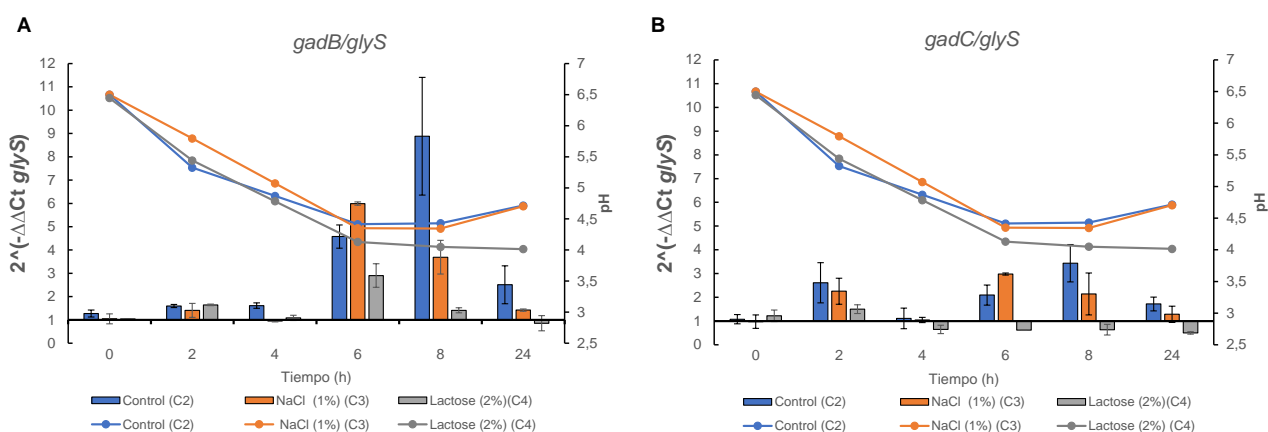 A
gadB/glyS
12
11
10
9
8
7
6
5
4
3
2
1
0
2^(-ΔΔCt glyS)
7
6,5
6
5,5
5
4,5
4
3,5
3
2,5
pH
0 2 4 6 8 24
Tiempo (h)
Control (C2) NaCl (1%) (C3) Lactose (2%)(C4)
Control (C2) NaCl (1%) (C3) Lactose (2%) (C4)
B
gadC/glyS
12
11
10
9
8
7
6
5
4
3
2
1
0
2^(-ΔΔCt glyS)
7
6,5
6
5,5
5
4,5
4
3,5
3
2,5
pH
0 2 4 6 8 24
Tiempo (h)
Control (C2) NaCl (1%) (C3) Lactose (2%)(C4)
Control (C2) NaCl (1%) (C3) Lactose (2%) (C4)